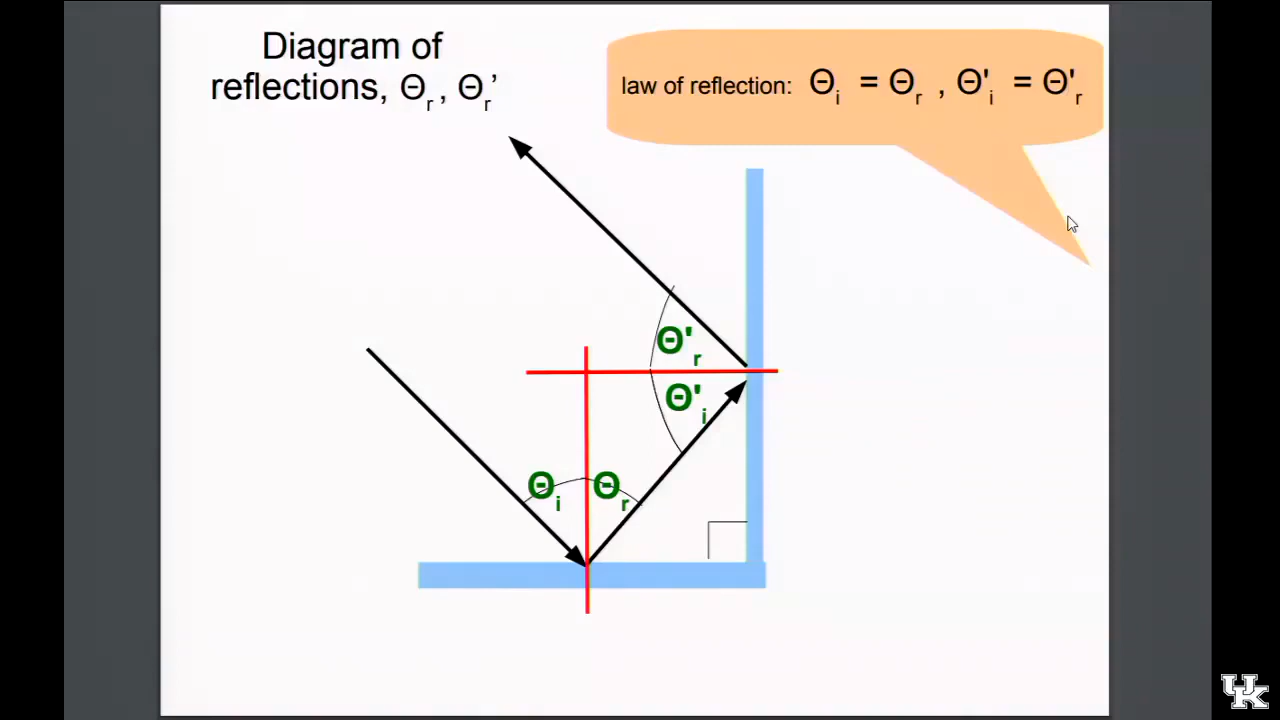 Diagram of
reflections, Θr, Θr’
law of reflection: Θi = Θr , Θ'i = Θ'r
Θ'r
Θ'i
Θi Θr
UK